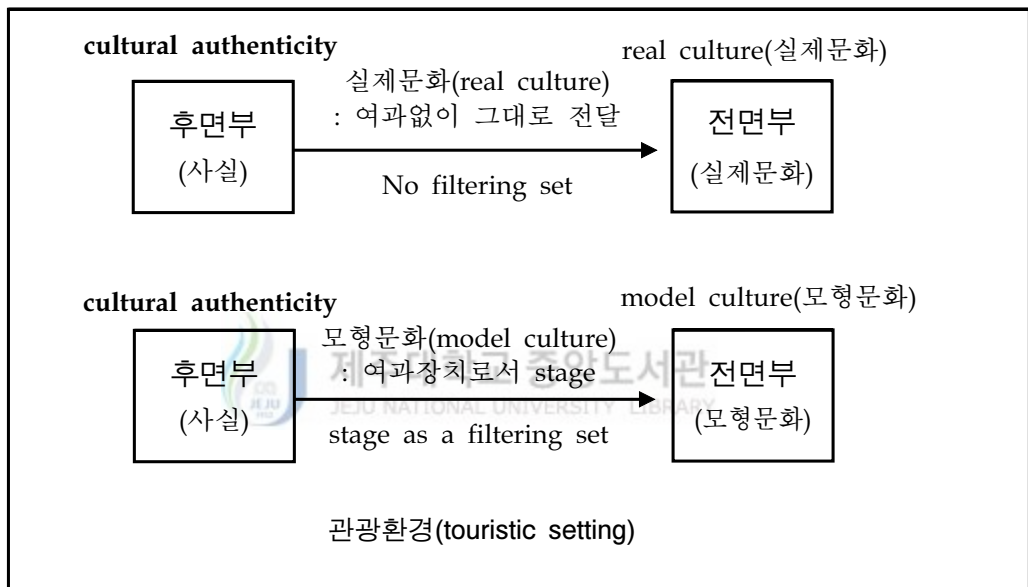 cultural authenticity
real culture(실제문화)
실제문화(real culture)
: 여과없이 그대로 전달
후면부
(사실)
No filtering set
전면부
(실제문화)
cultural authenticity
model culture(모형문화)
모형문화(model culture)
: 여과장치로서 stage
후면부
(사실)
stage as a filtering set
전면부
(모형문화)
제주대학교 중앙도서관
JEJU NATIONAL UNIVERSITY LIBRARY
JEJU
1952
관광환경(touristic setting)